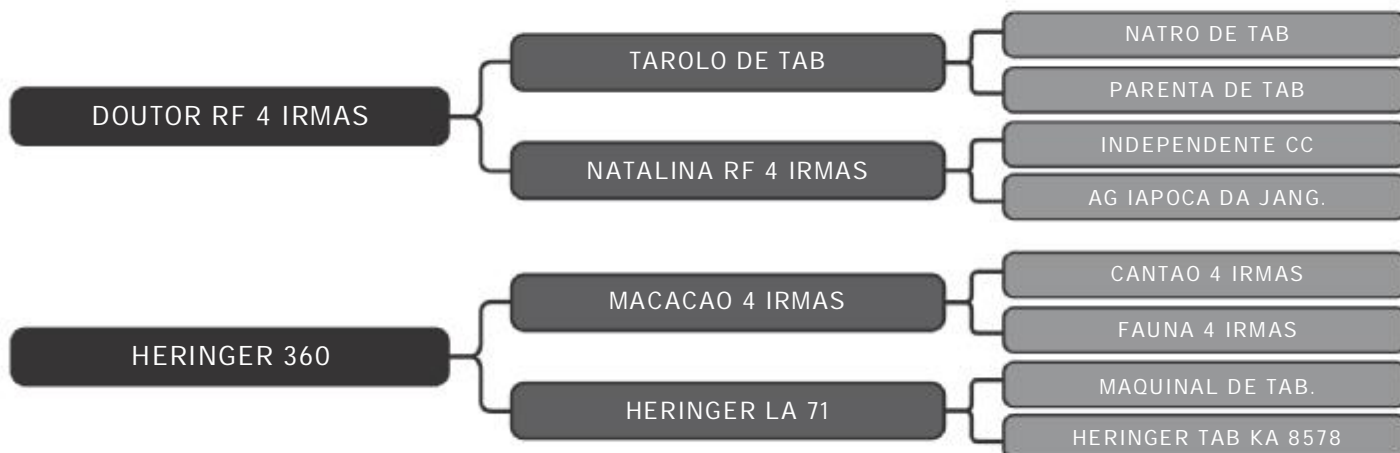 DOUTOR RF 4 IRMAS
TAROLO DE TAB
NATRO DE TAB
PARENTA DE TAB
NATALINA RF 4 IRMAS
INDEPENDENTE CC
AG IAPOCA DA JANG.
HERINGER 360
MACACAO 4 IRMAS
CANTAO 4 IRMAS
FAUNA 4 IRMAS
HERINGER LA 71
MAQUINAL DE TAB.
HERINGER TAB KA 8578